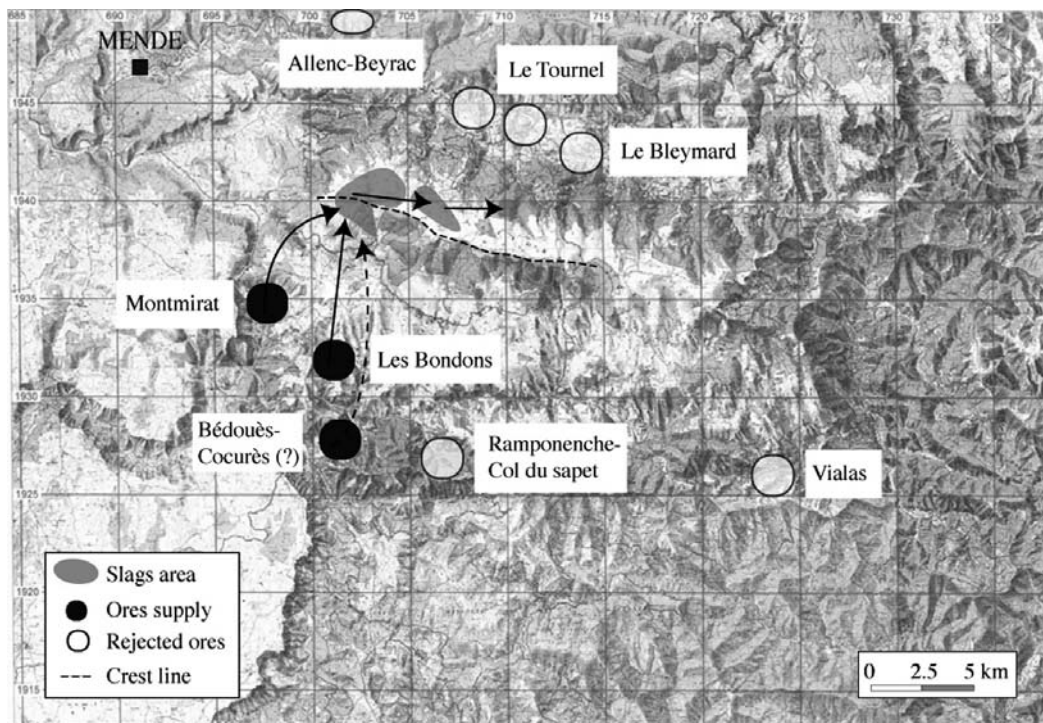 685
690
695
700
705
710
715
720
725
730
735
MENDE
Allenc-Beyrac
Le Tournel
1945
Le Bleymard
1940
Montmirat
1935
Les Bondons
1930
Bédouès-
Cocurès (?)
Ramponenche-
Col du sapet
Vialas
1925
Slags area
Ores supply
Rejected ores
Crest line
1920
1915
0 2.5 5 km